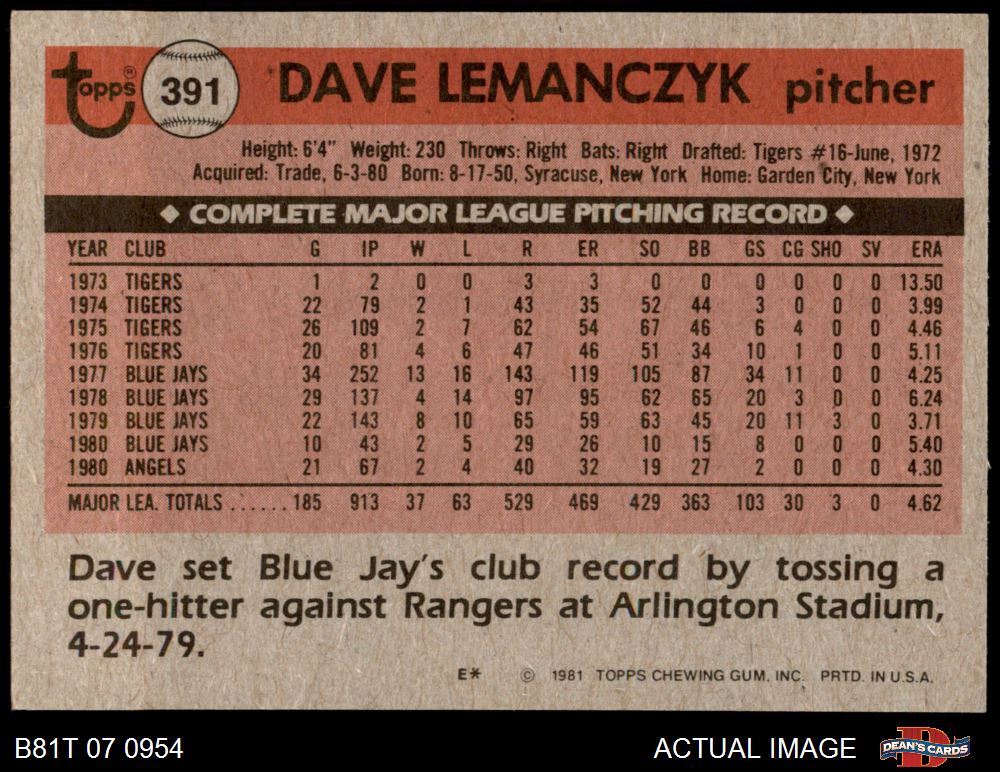 Topps® 391 DAVE LEMANCZYK pitcher
Height: 6'4" Weight: 230 Throws: Right Bats: Right Drafted: Tigers #16-June, 1972
Acquired: Trade, 6-3-80 Born: 8-17-50, Syracuse, New York Home: Garden City, New York
◆ COMPLETE MAJOR LEAGUE PITCHING RECORD ◆
YEAR CLUB G IP W L R ER SO BB GS CG SHO SV ERA
1973 TIGERS 1 2 0 0 3 3 0 0 0 0 0 0 13.50
1974 TIGERS 22 79 2 1 43 35 52 44 3 0 0 0 3.99
1975 TIGERS 26 109 2 7 62 54 67 46 6 4 0 0 4.46
1976 TIGERS 20 81 4 6 47 46 51 34 10 1 0 0 5.11
1977 BLUE JAYS 34 252 13 16 143 119 105 87 34 11 0 0 4.25
1978 BLUE JAYS 29 137 4 14 97 95 62 65 20 3 0 0 6.24
1979 BLUE JAYS 22 143 8 10 65 59 63 45 20 11 3 0 3.71
1980 BLUE JAYS 10 43 2 5 29 26 10 15 8 0 0 0 5.40
1980 ANGELS 21 67 2 4 40 32 19 27 2 0 0 0 4.30
MAJOR LEA. TOTALS ...... 185 913 37 63 529 469 429 363 103 30 3 0 4.62
Dave set Blue Jay's club record by tossing a
one-hitter against Rangers at Arlington Stadium,
4-24-79.
E* © 1981 TOPPS CHEWING GUM, INC. PRTD. IN U.S.A.
B81T 07 0954 ACTUAL IMAGE DEAN'S CARDS